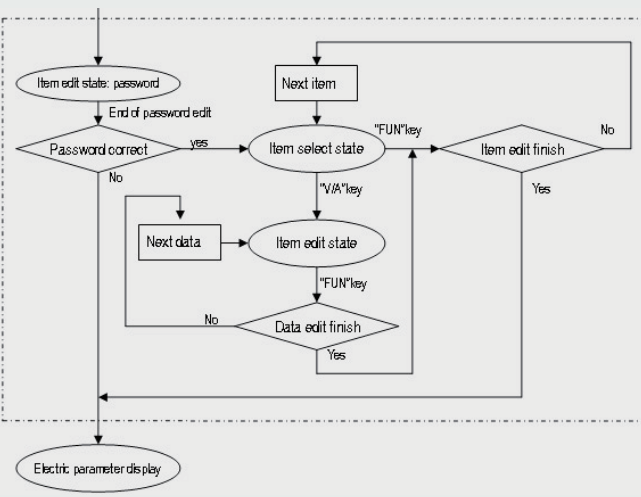 Item edit state: password
Next item
End of password edit
"FUN"key
No
Password correct
yes
Item select state
Item edit finish
No
"V/A"key
Yes
Next data
Item edit state
"FUN"key
No
Data edit finish
Yes
Electric parameter display